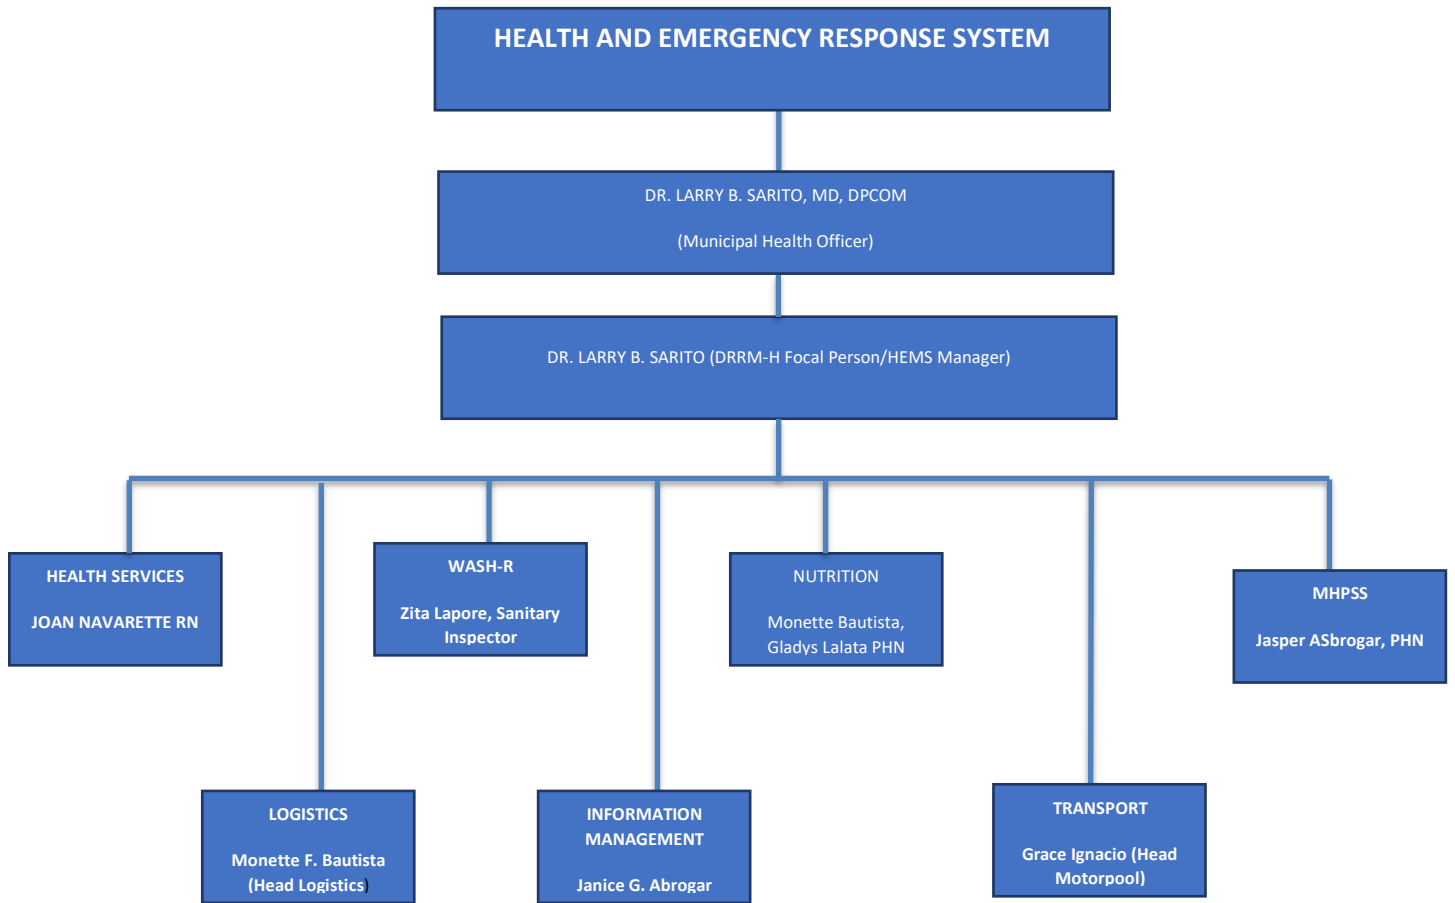 HEALTH AND EMERGENCY RESPONSE SYSTEM
DR. LARRY B. SARITO, MD, DPCOM
(Municipal Health Officer)
DR. LARRY B. SARITO (DRRM-H Focal Person/HEMS Manager)
HEALTH SERVICES
JOAN NAVARETTE RN
WASH-R
Zita Lapore, Sanitary
Inspector
NUTRITION
Monette Bautista,
Gladys Lalata PHN
MHPSS
Jasper ASbrogar, PHN
LOGISTICS
Monette F. Bautista
(Head Logistics)
INFORMATION
MANAGEMENT
Janice G. Abrogar
TRANSPORT
Grace Ignacio (Head
Motorpool)